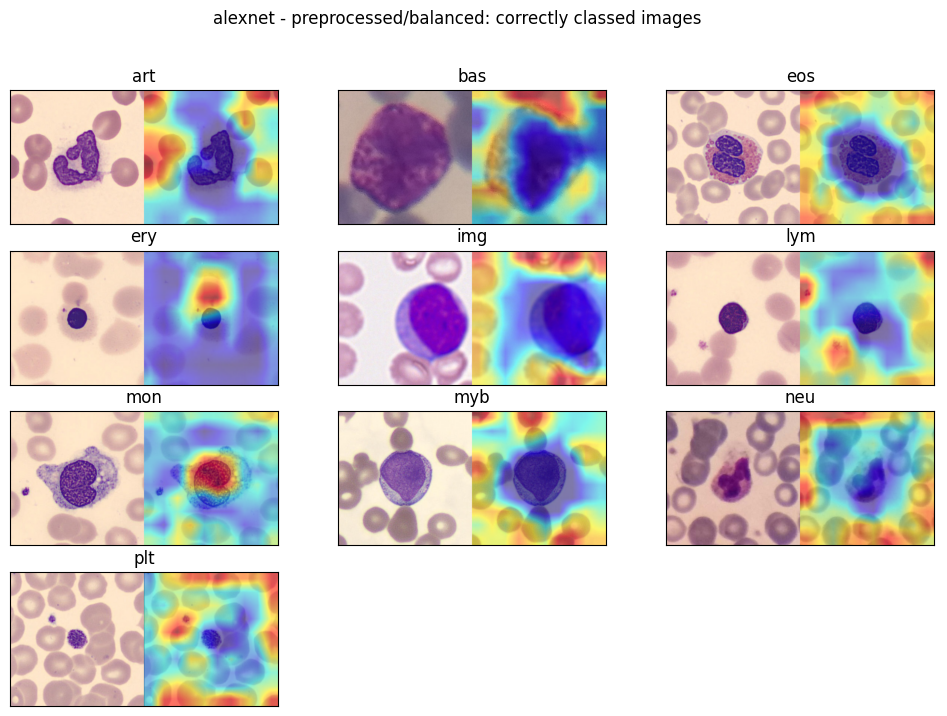 alexnet - preprocessed/balanced: correctly classed images
art
bas
eos
ery
img
lym
mon
myb
neu
plt